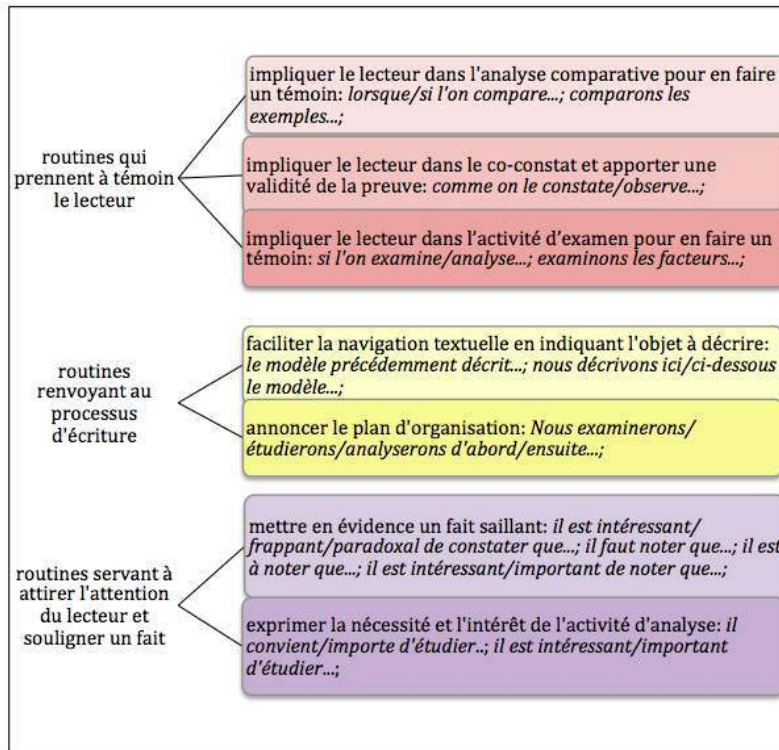 routines qui
prennent à témoin
le lecteur
impliquer le lecteur dans l'analyse comparative pour en faire
un témoin: lorsque/si l'on compare...; comparons les
exemples...;
impliquer le lecteur dans le co-constat et apporter une
validité de la preuve: comme on le constate/observe...;
impliquer le lecteur dans l'activité d'examen pour en faire un
témoin: si l'on examine/analyse...; examinons les facteurs...;
routines
renvoyant au
processus
d'écriture
faciliter la navigation textuelle en indiquant l'objet à décrire:
le modèle précédemment décrit...; nous décrivons ici/ci-dessous
le modèle...;
annoncer le plan d'organisation: Nous examinerons/
étudierons/analyserons d'abord/ensuite...;
routines servant à
attirer l'attention
du lecteur et
souligner un fait
mettre en évidence un fait saillant: il est intéressant/
frappant/paradoxal de constater que...; il faut noter que...; il est
à noter que...; il est intéressant/important de noter que...;
exprimer la nécessité et l'intérêt de l'activité d'analyse: il
convient/importe d'étudier..; il est intéressant/important
d'étudier...;